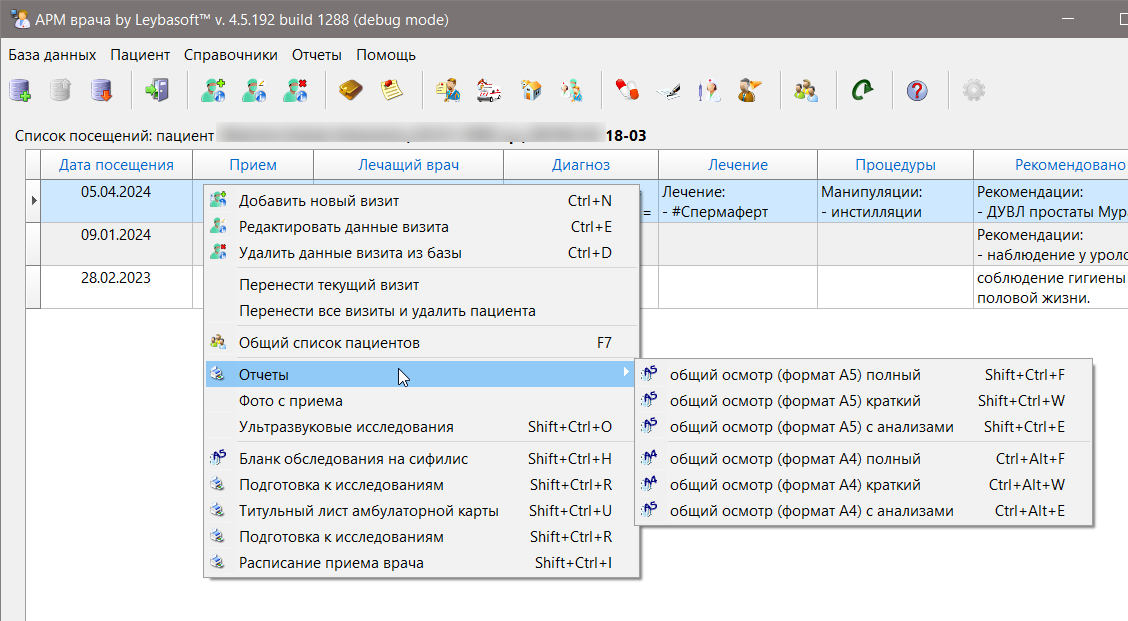 АРМ врача by Leybasoft™ v. 4.5.192 build 1288 (debug mode)
База данных Пациент Справочники Отчеты Помощь
Список посещений: пациент 18-03
Дата посещения Прием Лечащий врач Диагноз Лечение Процедуры Рекомендовано
05.04.2024 = Лечение: Манипуляции: Рекомендации:
- #Спермаферт - инстилляции - ДУВЛ простаты Мур
09.01.2024 Рекомендации:
- наблюдение у уроло
28.02.2023 соблюдение гигиены
половой жизни.
Добавить новый визит Ctrl+N
Редактировать данные визита Ctrl+E
Удалить данные визита из базы Ctrl+D
Перенести текущий визит
Перенести все визиты и удалить пациента
Общий список пациентов F7
Отчеты
Фото с приема
Ультразвуковые исследования Shift+Ctrl+O
A5 Бланк обследования на сифилис Shift+Ctrl+H
Подготовка к исследованиям Shift+Ctrl+R
Титульный лист амбулаторной карты Shift+Ctrl+U
Подготовка к исследованиям Shift+Ctrl+R
Расписание приема врача Shift+Ctrl+I
A5 общий осмотр (формат А5) полный Shift+Ctrl+F
A5 общий осмотр (формат А5) краткий Shift+Ctrl+W
A5 общий осмотр (формат А5) с анализами Shift+Ctrl+E
A4 общий осмотр (формат А4) полный Ctrl+Alt+F
A4 общий осмотр (формат А4) краткий Ctrl+Alt+W
A5 общий осмотр (формат А4) с анализами Ctrl+Alt+E